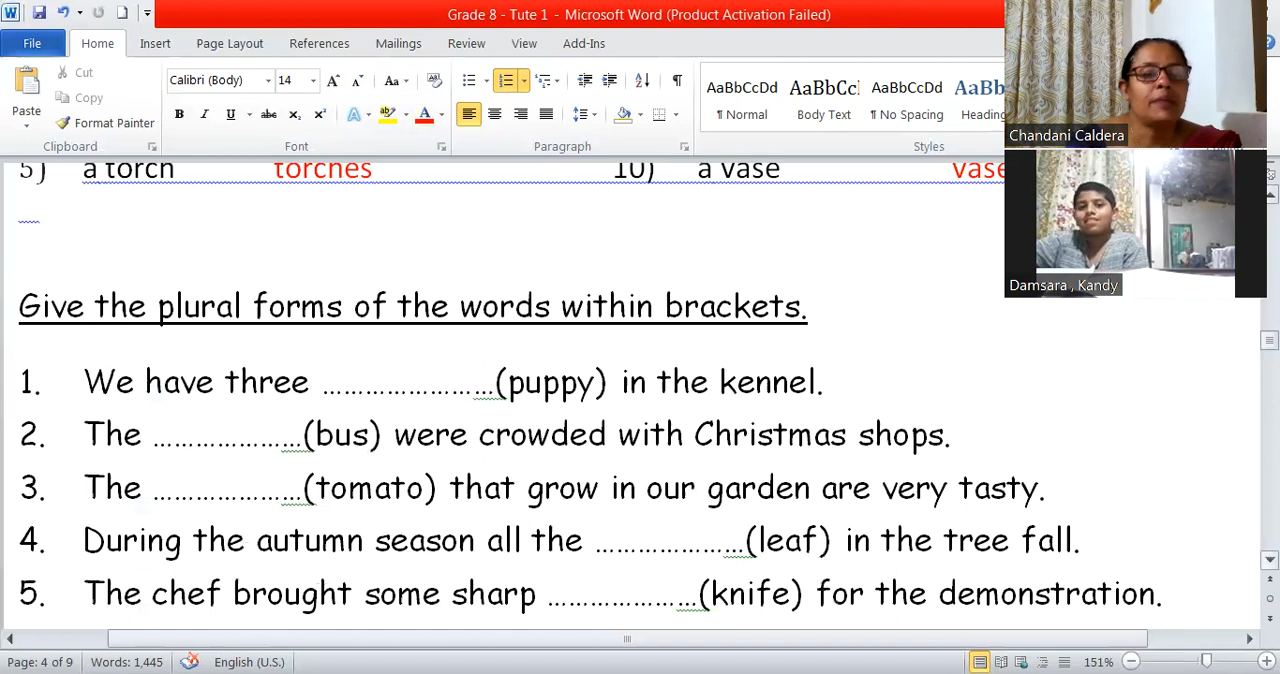 Grade 8 - Tute 1 - Microsoft Word (Product Activation Failed)
File Home Insert Page Layout References Mailings Review View Add-Ins
Cut
Copy
Format Painter
Paste
Calibri (Body) 14
Clipboard Font Paragraph Styles
AaBbCcDd AaBbCc AaBbCcDd AaBbC
¶ Normal Body Text ¶ No Spacing Heading
Chandani Caldera
Damsara , Kandy
5) a torch torches 10) a vase vase
Give the plural forms of the words within brackets.
1. We have three ……………………(puppy) in the kennel.
2. The …………………(bus) were crowded with Christmas shops.
3. The …………………(tomato) that grow in our garden are very tasty.
4. During the autumn season all the …………………(leaf) in the tree fall.
5. The chef brought some sharp …………………(knife) for the demonstration.
Page: 4 of 9 Words: 1,445 English (U.S.) 151%